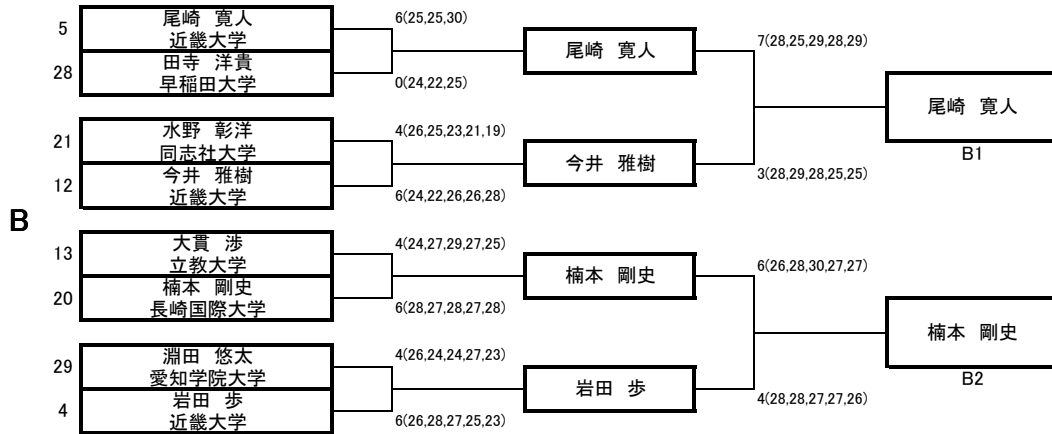 5
尾崎 寛人
近畿大学
6(25,25,30)
28
田寺 洋貴
早稲田大学
0(24,22,25)
尾崎 寛人
7(28,25,29,28,29)
21
水野 彰洋
同志社大学
4(26,25,23,21,19)
12
今井 雅樹
近畿大学
6(24,22,26,26,28)
今井 雅樹
3(28,29,28,25,25)
尾崎 寛人
B1
B
13
大貫 渉
立教大学
4(24,27,29,27,25)
20
楠本 剛史
長崎国際大学
6(28,27,28,27,28)
楠本 剛史
6(26,28,30,27,27)
29
淵田 悠太
愛知学院大学
4(26,24,24,27,23)
4
岩田 歩
近畿大学
6(26,28,27,25,23)
岩田 歩
4(28,28,27,27,26)
楠本 剛史
B2